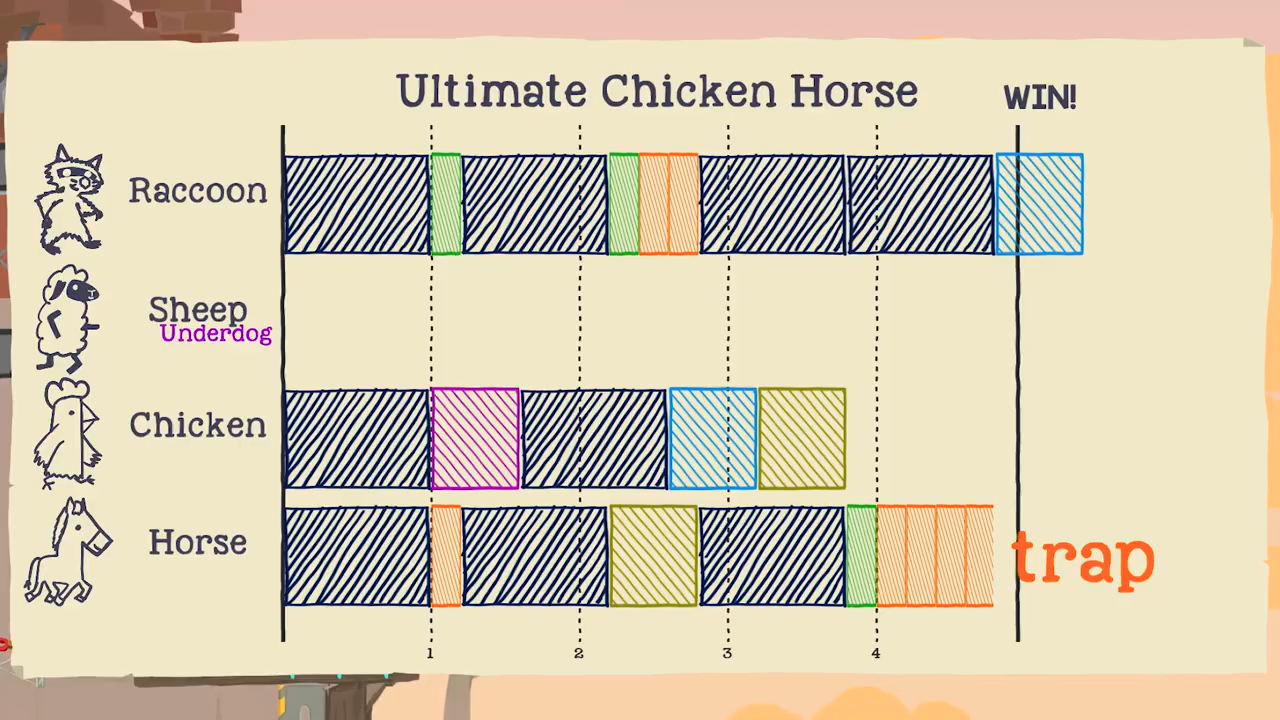 Ultimate Chicken Horse
WIN!
Raccoon
Sheep
Underdog
Chicken
Horse
trap
1 2 3 4